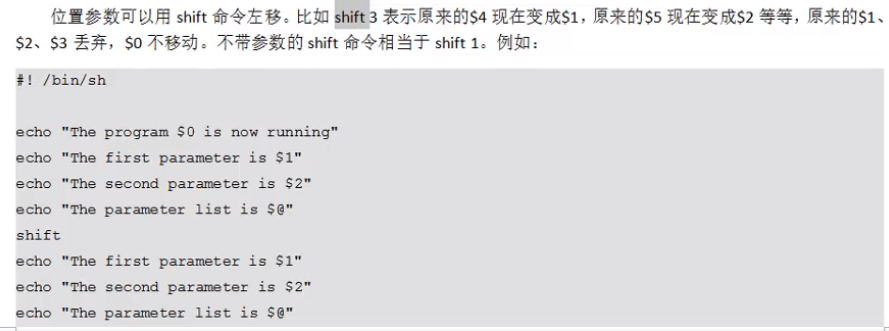 位置参数可以用 shift 命令左移。比如 shift 3 表示原来的$4 现在变成$1，原来的$5 现在变成$2 等等，原来的$1、
$2、$3 丢弃，$0 不移动。不带参数的 shift 命令相当于 shift 1。例如：
#! /bin/sh
echo "The program $0 is now running"
echo "The first parameter is $1"
echo "The second parameter is $2"
echo "The parameter list is $@"
shift
echo "The first parameter is $1"
echo "The second parameter is $2"
echo "The parameter list is $@"